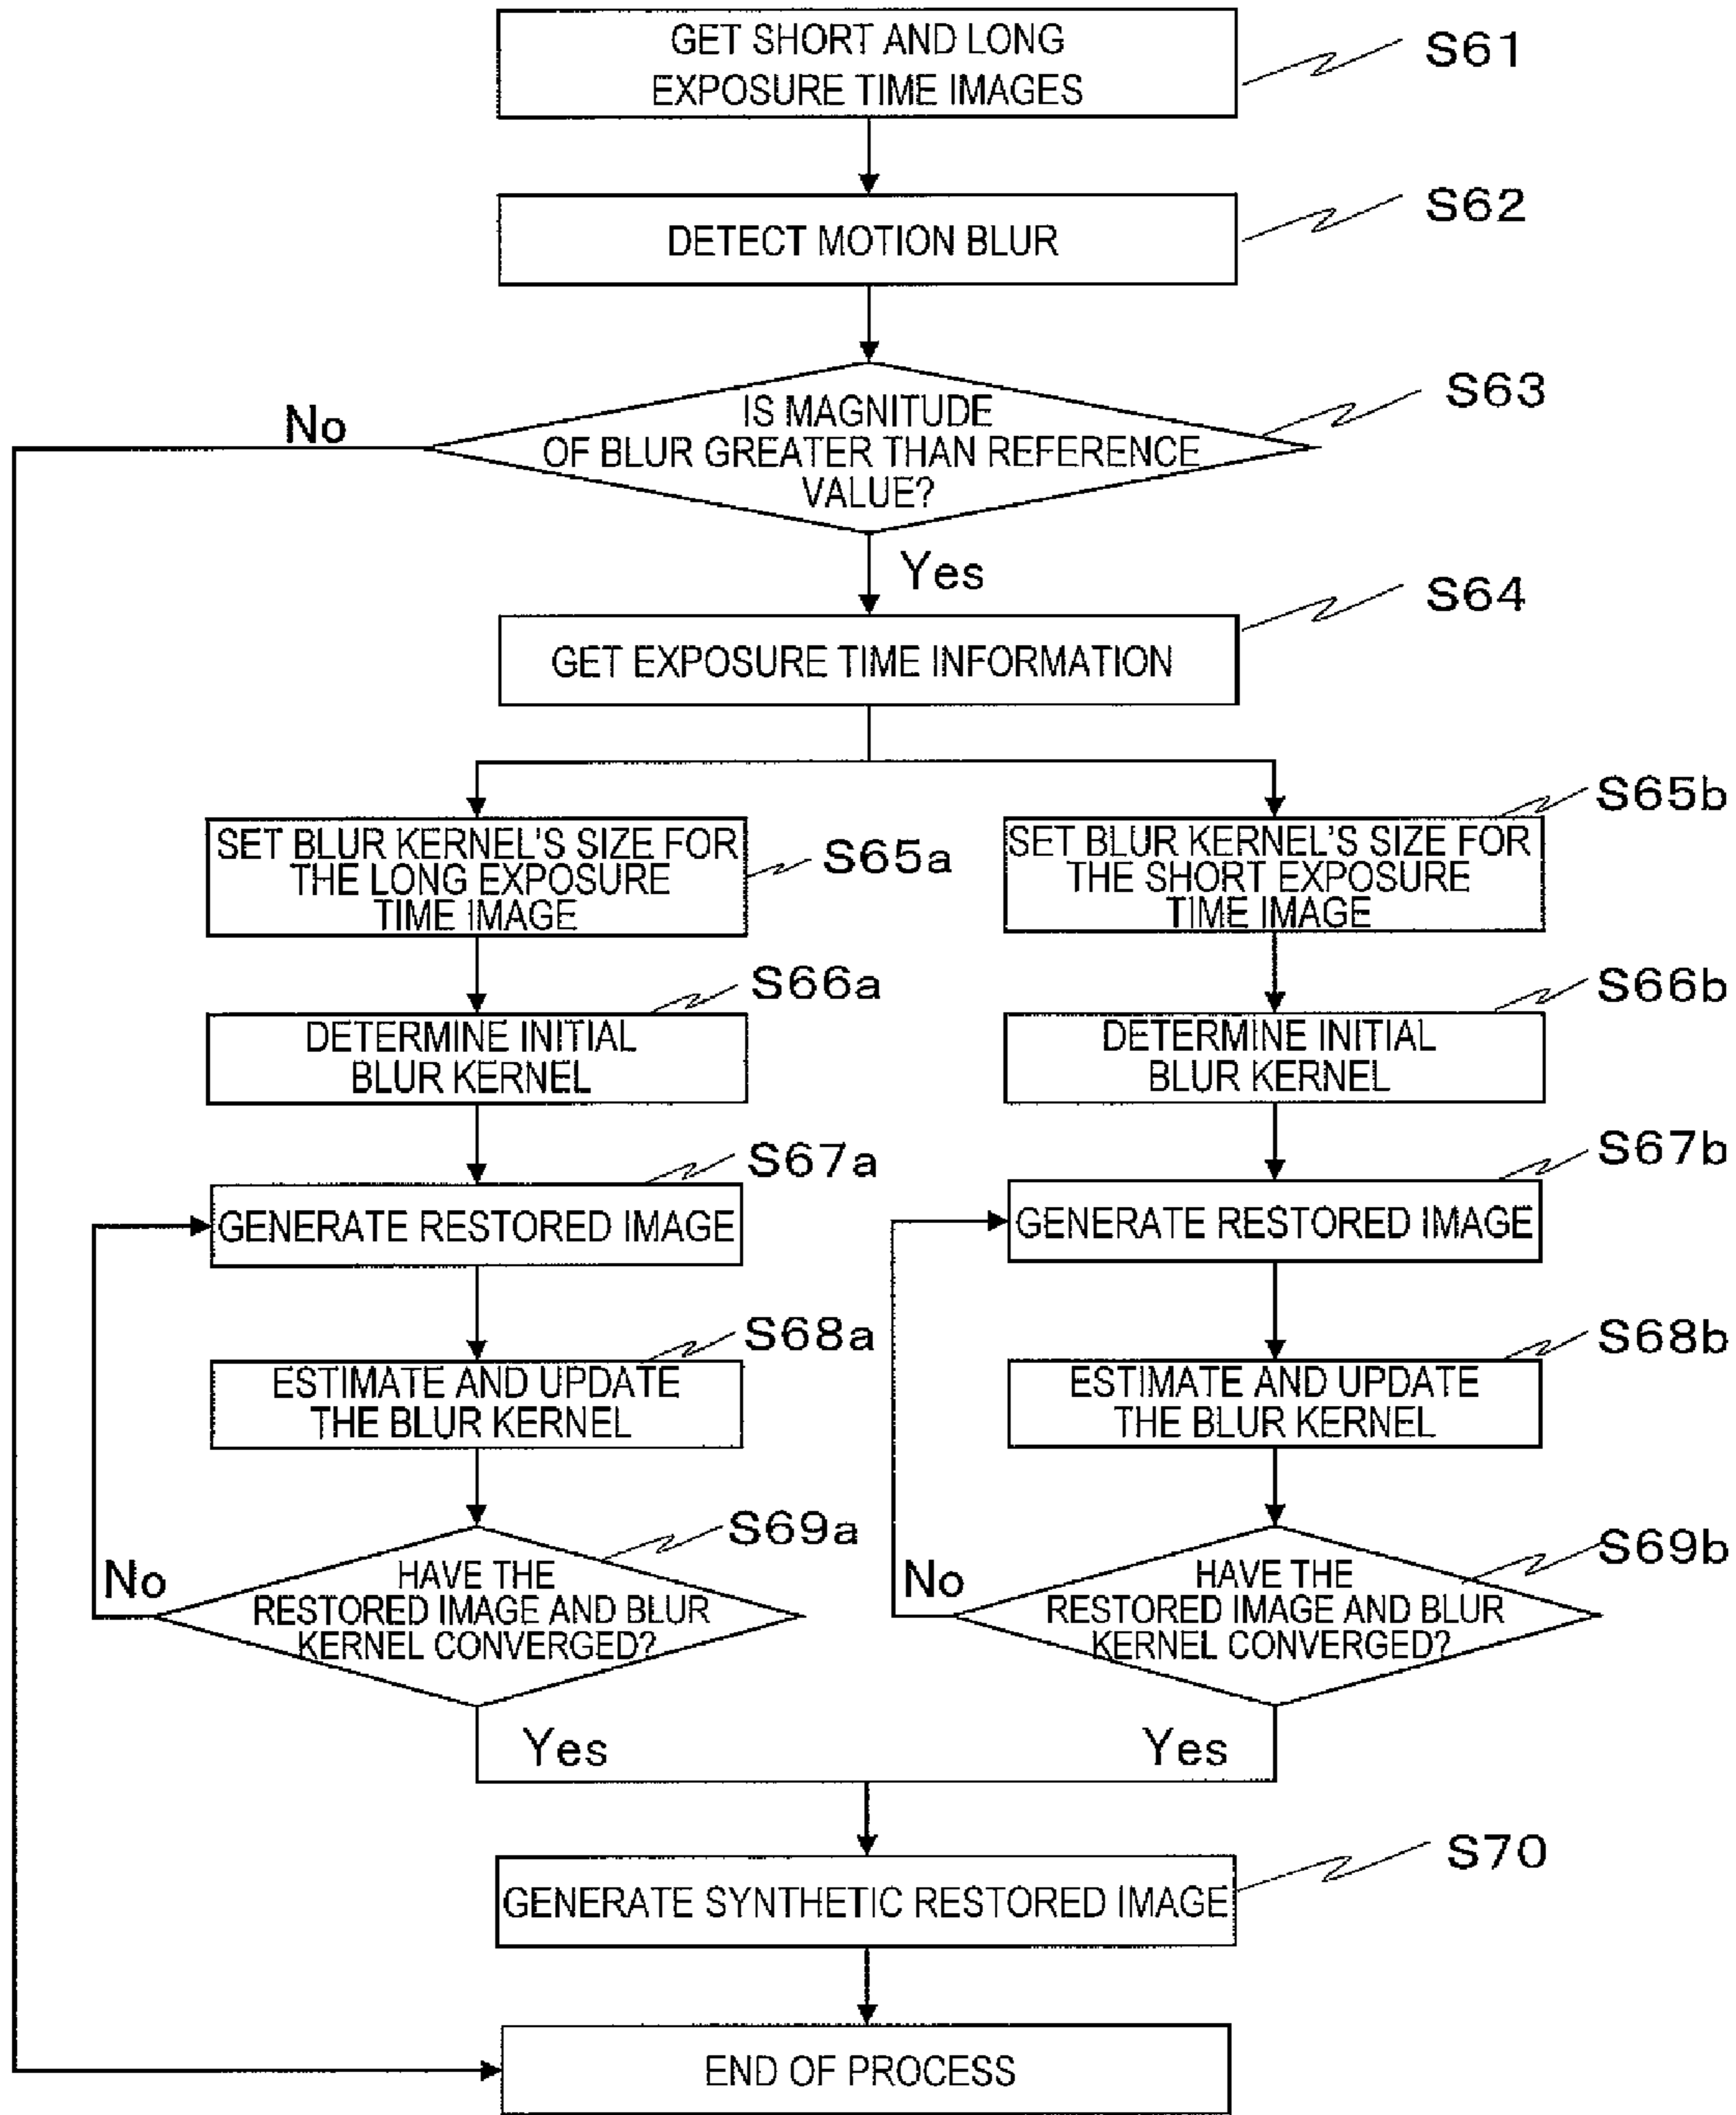 GET SHORT AND LONG
EXPOSURE TIME IMAGES
S61
DETECT MOTION BLUR
S62
IS MAGNITUDE
OF BLUR GREATER THAN REFERENCE
VALUE?
S63
No
Yes
GET EXPOSURE TIME INFORMATION
S64
SET BLUR KERNEL'S SIZE FOR
THE LONG EXPOSURE
TIME IMAGE
S65a
SET BLUR KERNEL'S SIZE FOR
THE SHORT EXPOSURE
TIME IMAGE
S65b
DETERMINE INITIAL
BLUR KERNEL
S66a
DETERMINE INITIAL
BLUR KERNEL
S66b
GENERATE RESTORED IMAGE
S67a
GENERATE RESTORED IMAGE
S67b
ESTIMATE AND UPDATE
THE BLUR KERNEL
S68a
ESTIMATE AND UPDATE
THE BLUR KERNEL
S68b
HAVE THE
RESTORED IMAGE AND BLUR
KERNEL CONVERGED?
S69a
No
Yes
HAVE THE
RESTORED IMAGE AND BLUR
KERNEL CONVERGED?
S69b
No
Yes
GENERATE SYNTHETIC RESTORED IMAGE
S70
END OF PROCESS